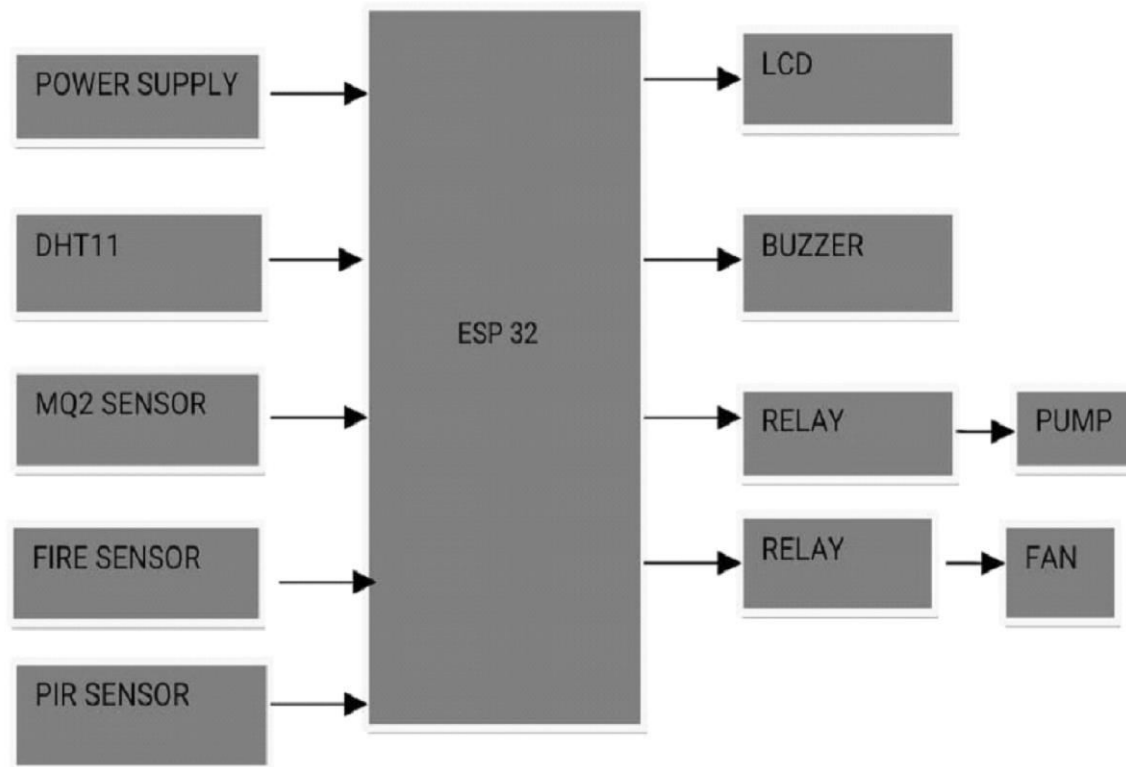 POWER SUPPLY
DHT11
MQ2 SENSOR
FIRE SENSOR
PIR SENSOR
ESP 32
LCD
BUZZER
RELAY
PUMP
RELAY
FAN